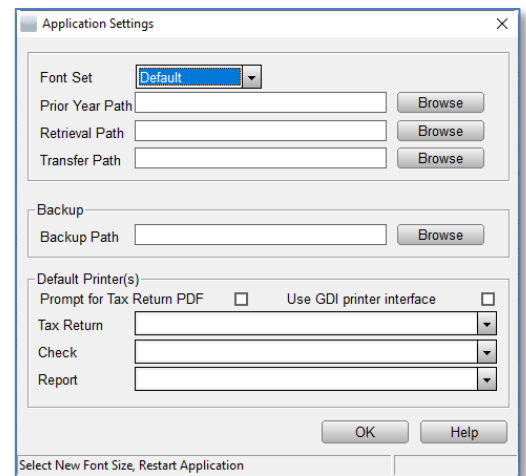 Application Settings
Font Set Default
Prior Year Path Browse
Retrieval Path Browse
Transfer Path Browse
Backup
Backup Path Browse
Default Printer(s)
Prompt for Tax Return PDF Use GDI printer interface
Tax Return
Check
Report
OK Help
Select New Font Size, Restart Application